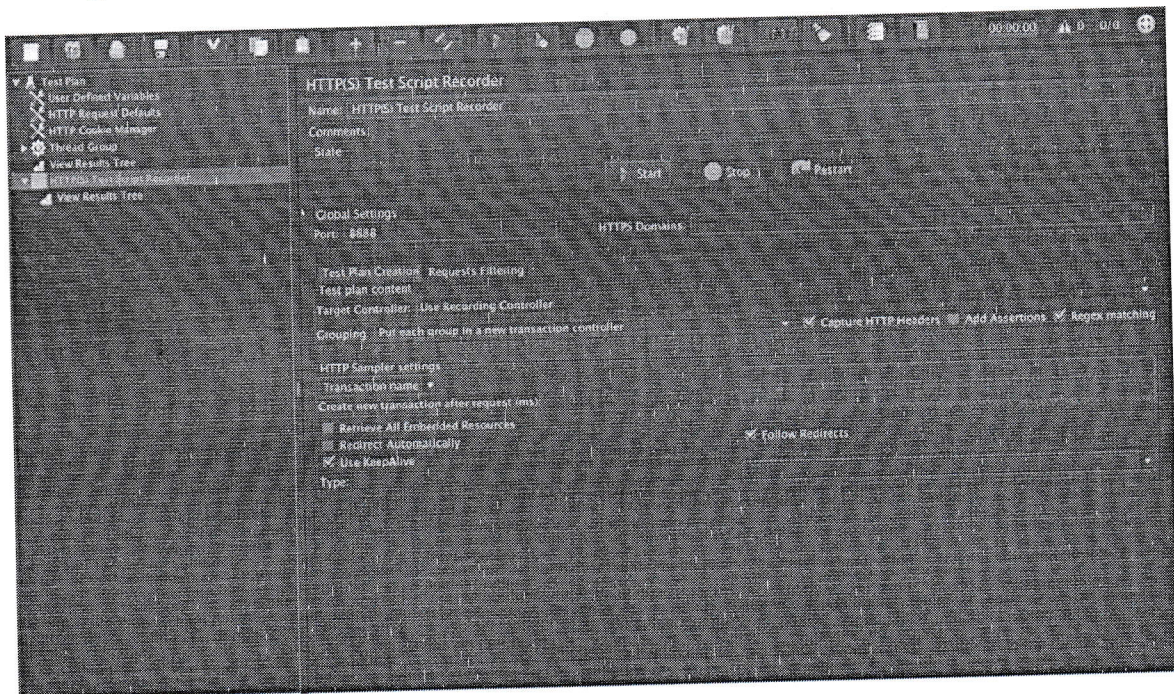 00:00:00 0 0/0
Test Plan
User Defined Variables
HTTP Request Defaults
HTTP Cookie Manager
Thread Group
View Results Tree
HTTP(S) Test Script Recorder
View Results Tree
HTTP(S) Test Script Recorder
Name: HTTP(S) Test Script Recorder
Comments:
State
Start Stop Restart
Global Settings
Port: 8888 HTTPS Domains:
Test Plan Creation Requests Filtering
Test plan content
Target Controller: Use Recording Controller
Grouping: Put each group in a new transaction controller Capture HTTP Headers Add Assertions Regex matching
HTTP Sampler settings
Transaction name
Create new transaction after request (ms):
Retrieve All Embedded Resources
Redirect Automatically Follow Redirects
Use KeepAlive
Type: